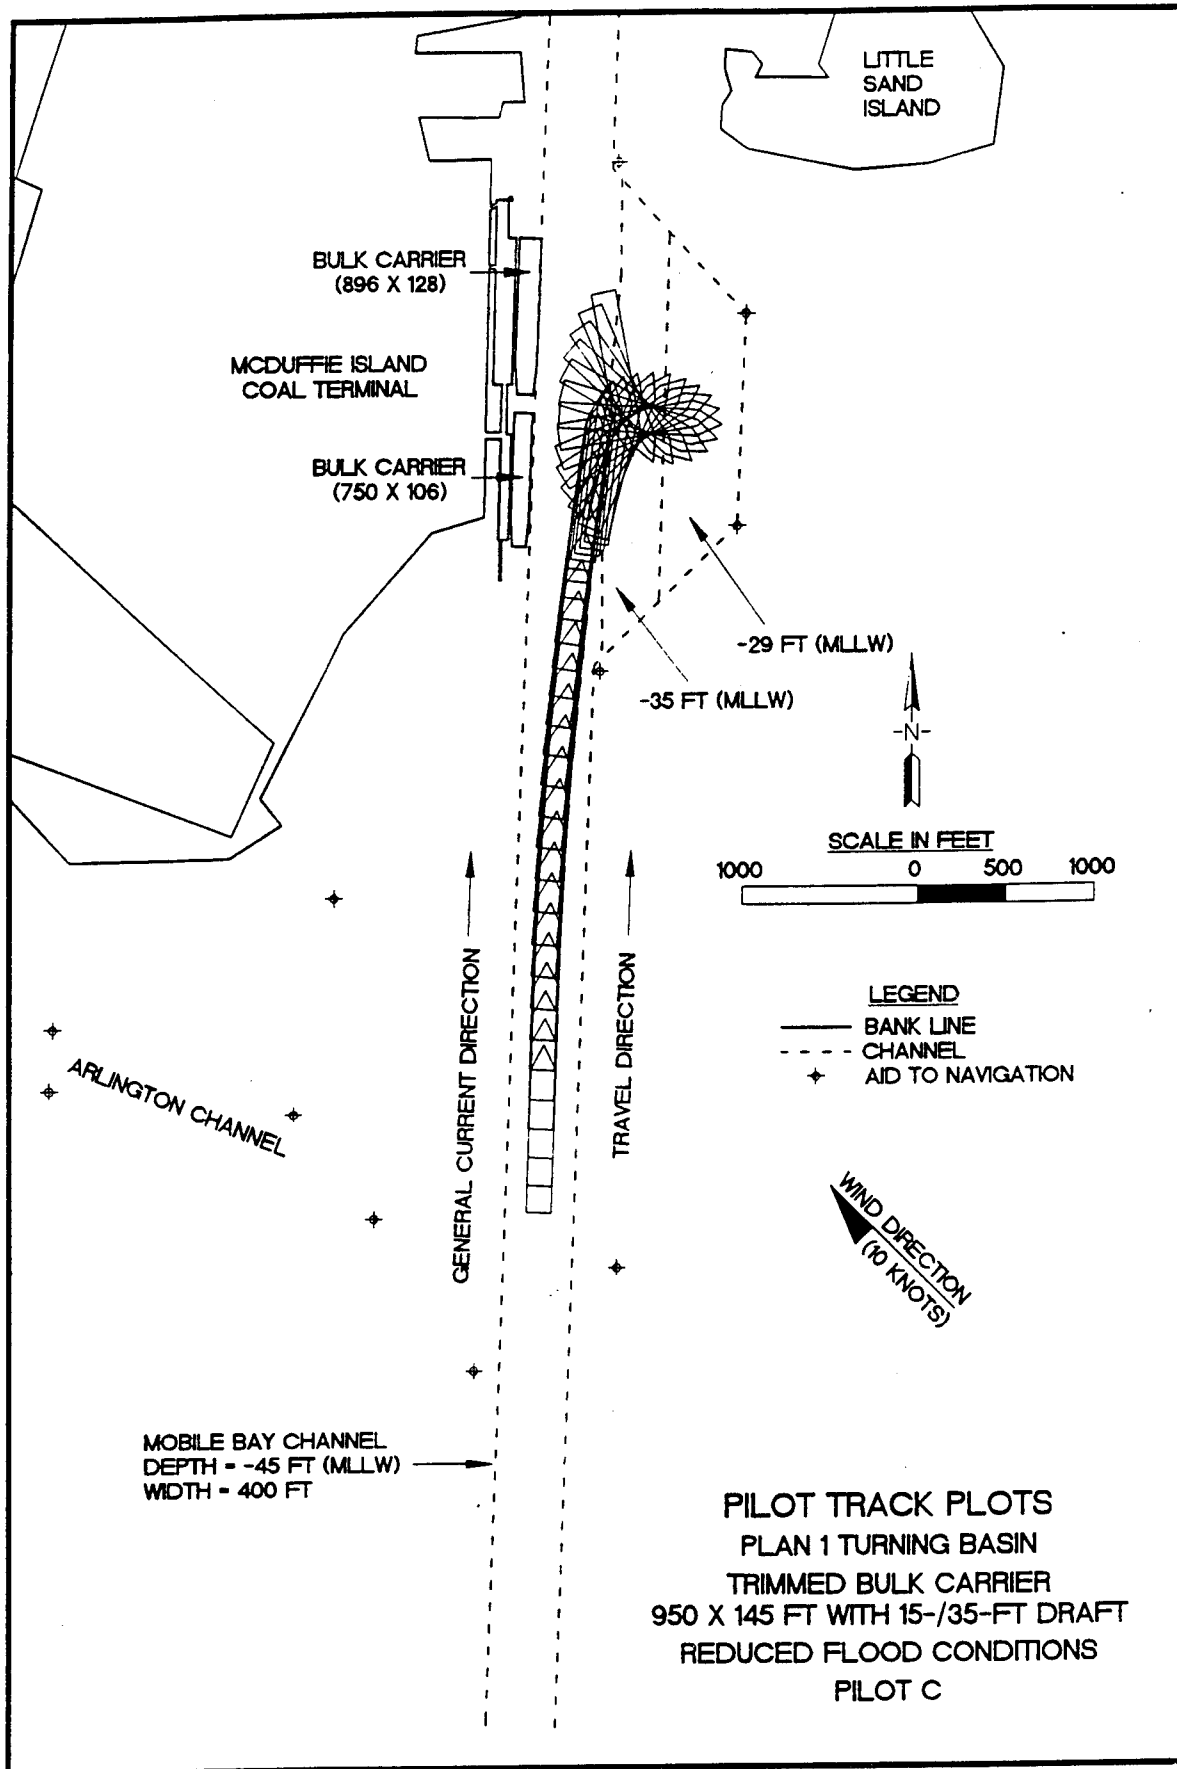 LITTLE
SAND
ISLAND
BULK CARRIER
(896 X 128)
MCDUFFIE ISLAND
COAL TERMINAL
BULK CARRIER
(750 X 106)
-29 FT (MLLW)
-35 FT (MLLW)
-N-
SCALE IN FEET
1000 0 500 1000
GENERAL CURRENT DIRECTION
TRAVEL DIRECTION
LEGEND
BANK LINE
CHANNEL
AID TO NAVIGATION
ARLINGTON CHANNEL
WIND DIRECTION
(10 KNOTS)
MOBILE BAY CHANNEL
DEPTH = -45 FT (MLLW)
WIDTH = 400 FT
PILOT TRACK PLOTS
PLAN 1 TURNING BASIN
TRIMMED BULK CARRIER
950 X 145 FT WITH 15-/35-FT DRAFT
REDUCED FLOOD CONDITIONS
PILOT C